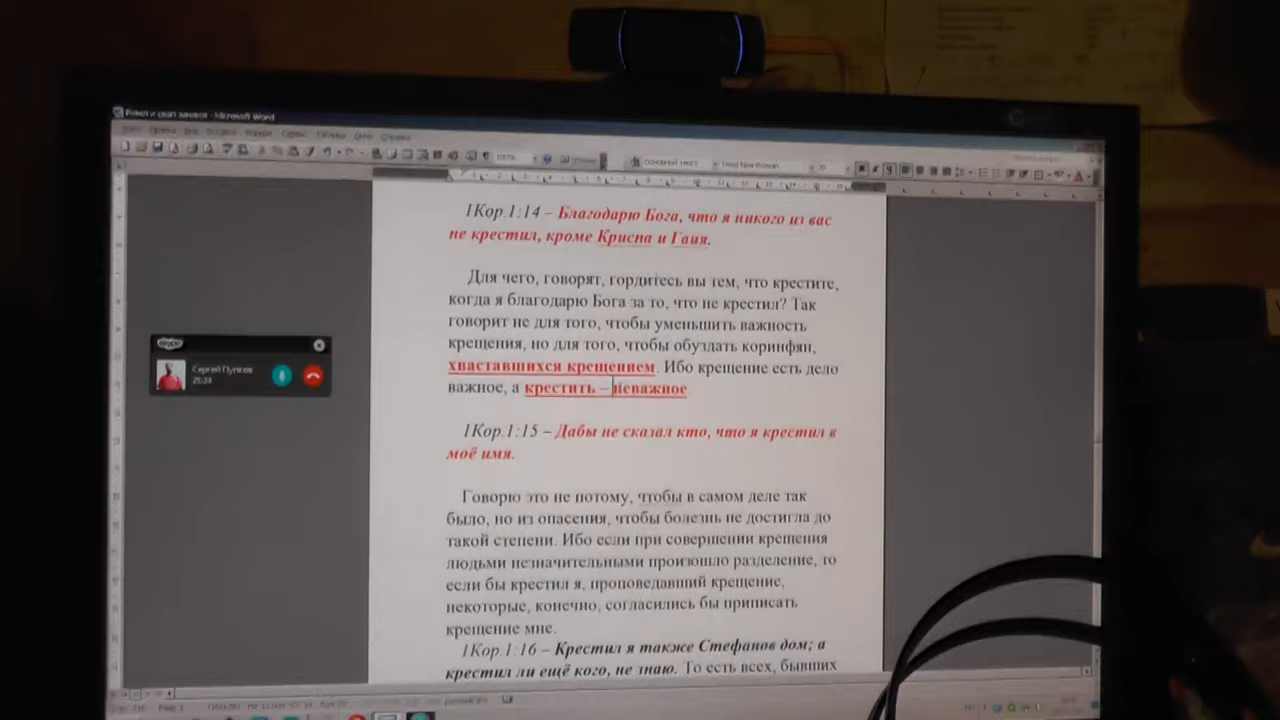 Microsoft Word
100%
skype
Сергей Пупков
25:24
1Кор.1:14 – Благодарю Бога, что я никого из вас
не крестил, кроме Криспа и Гаия.
Для чего, говорят, гордитесь вы тем, что крестите,
когда я благодарю Бога за то, что не крестил? Так
говорит не для того, чтобы уменьшить важность
крещения, но для того, чтобы обуздать коринфян,
хваставшихся крещением. Ибо крещение есть дело
важное, а крестить – неважное
1Кор.1:15 – Дабы не сказал кто, что я крестил в
моё имя.
Говорю это не потому, чтобы в самом деле так
было, но из опасения, чтобы болезнь не достигла до
такой степени. Ибо если при совершении крещения
людьми незначительными произошло разделение, то
если бы крестил я, проповедавший крещение,
некоторые, конечно, согласились бы приписать
крещение мне.
1Кор.1:16 – Крестил я также Стефанов дом; а
крестил ли ещё кого, не знаю. То есть всех, бывших